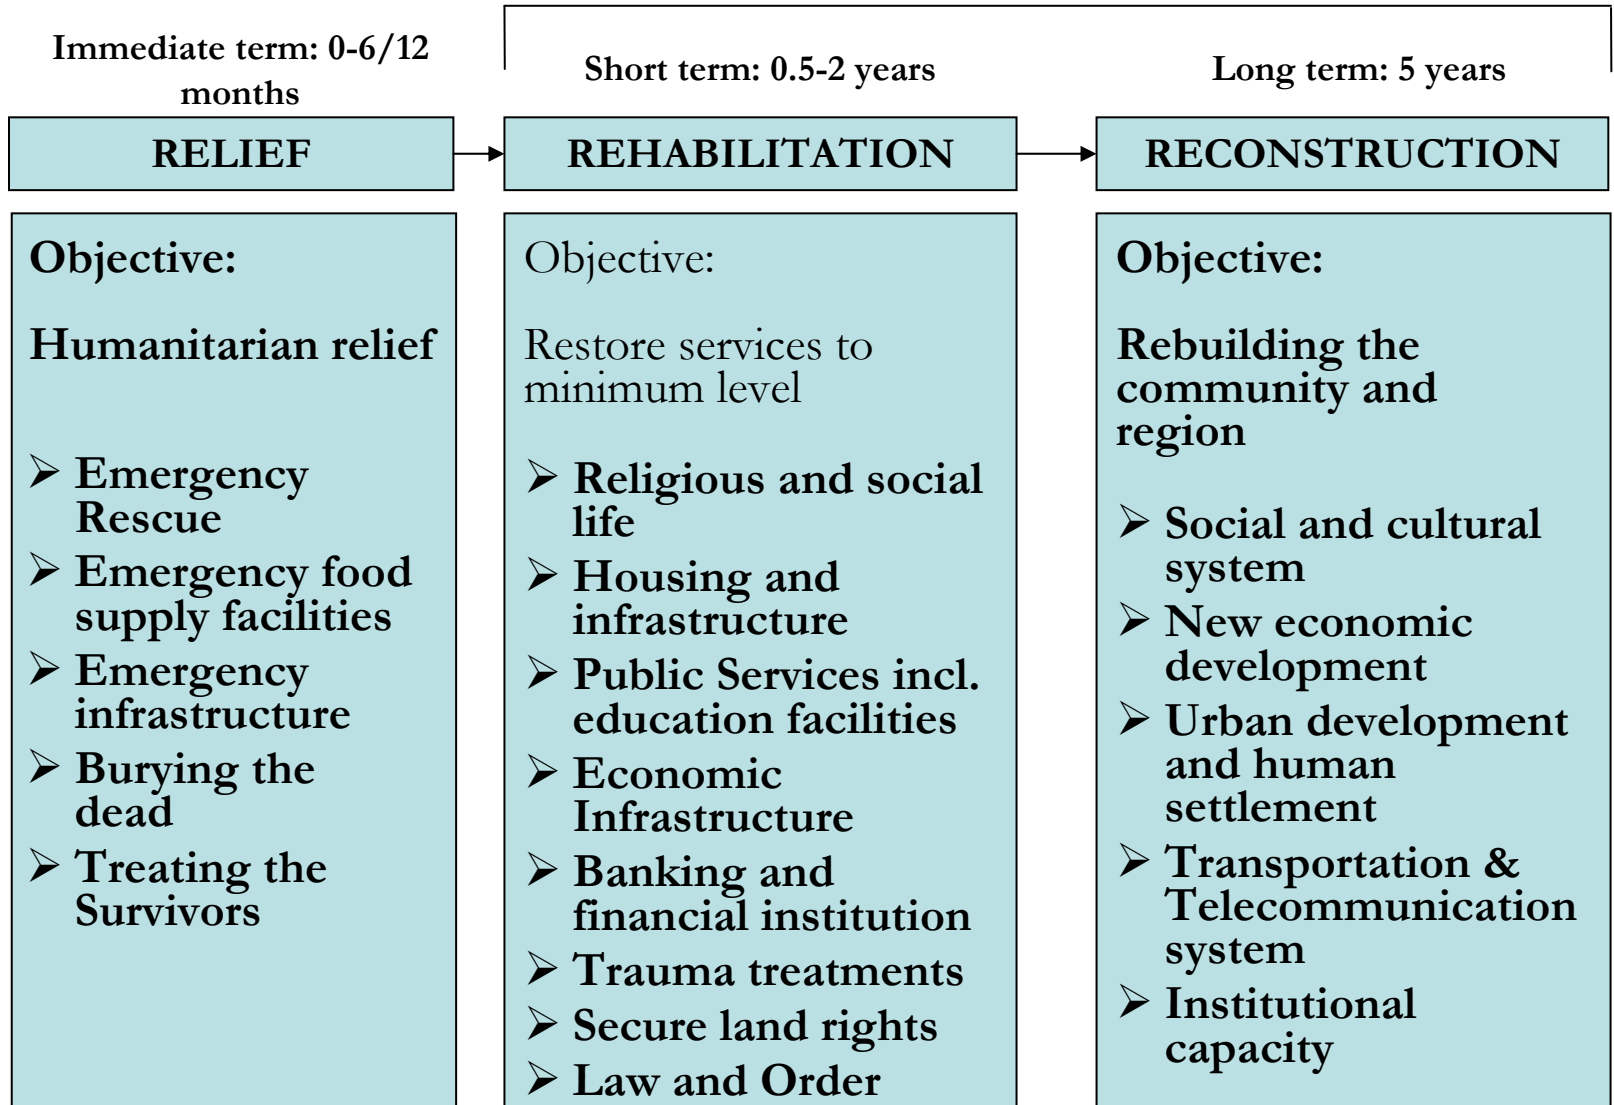 Immediate term: 0-6/12
months
Short term: 0.5-2 years
Long term: 5 years
RELIEF
REHABILITATION
RECONSTRUCTION
Objective:
Humanitarian relief
➢ Emergency
Rescue
➢ Emergency food
supply facilities
➢ Emergency
infrastructure
➢ Burying the
dead
➢ Treating the
Survivors
Objective:
Restore services to
minimum level
➢ Religious and social
life
➢ Housing and
infrastructure
➢ Public Services incl.
education facilities
➢ Economic
Infrastructure
➢ Banking and
financial institution
➢ Trauma treatments
➢ Secure land rights
➢ Law and Order
Objective:
Rebuilding the
community and
region
➢ Social and cultural
system
➢ New economic
development
➢ Urban development
and human
settlement
➢ Transportation &
Telecommunication
system
➢ Institutional
capacity